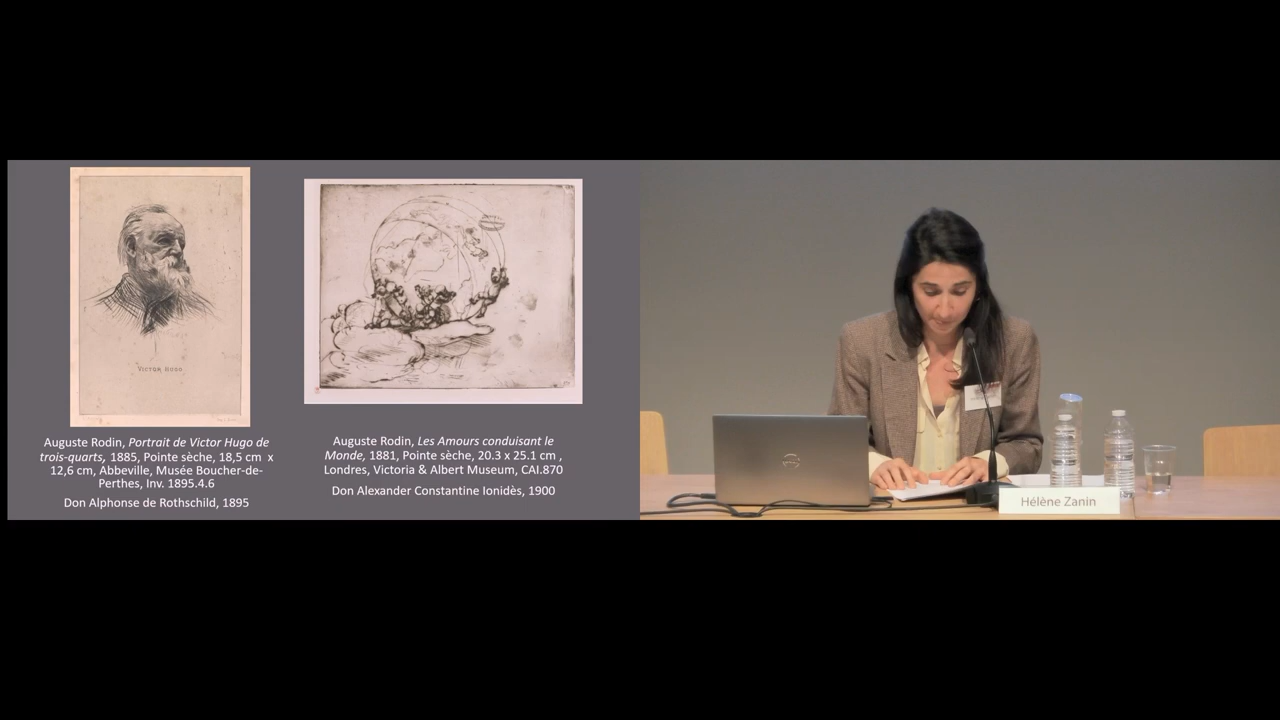 VICTOR HUGO.
Auguste Rodin, Portrait de Victor Hugo de
trois-quarts, 1885, Pointe sèche, 18,5 cm x
12,6 cm, Abbeville, Musée Boucher-de-
Perthes, Inv. 1895.4.6
Don Alphonse de Rothschild, 1895
Auguste Rodin, Les Amours conduisant le
Monde, 1881, Pointe sèche, 20.3 x 25.1 cm ,
Londres, Victoria & Albert Museum, CAI.870
Don Alexander Constantine Ionidès, 1900
Hélène Zanin